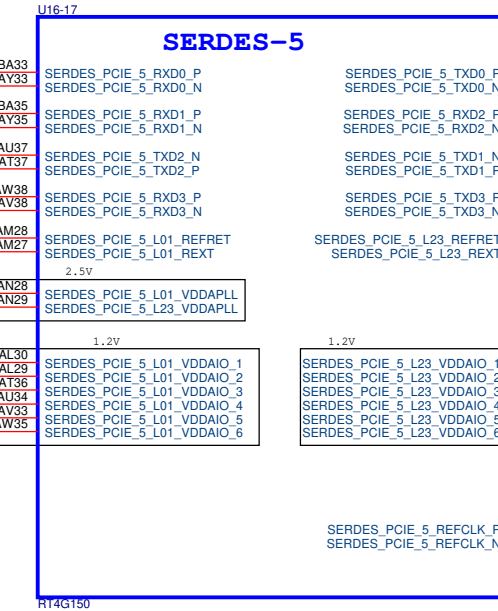 U16-17
SERDES-5
BA33 SERDES_PCIE_5_RXD0_P SERDES_PCIE_5_TXD0_P
AY33 SERDES_PCIE_5_RXD0_N SERDES_PCIE_5_TXD0_N
BA35 SERDES_PCIE_5_RXD1_P SERDES_PCIE_5_RXD2_P
AY35 SERDES_PCIE_5_RXD1_N SERDES_PCIE_5_RXD2_N
AU37 SERDES_PCIE_5_TXD2_N SERDES_PCIE_5_TXD1_N
AT37 SERDES_PCIE_5_TXD2_P SERDES_PCIE_5_TXD1_P
AW38 SERDES_PCIE_5_RXD3_P SERDES_PCIE_5_TXD3_P
AV38 SERDES_PCIE_5_RXD3_N SERDES_PCIE_5_TXD3_N
AM28 SERDES_PCIE_5_L01_REFRET SERDES_PCIE_5_L23_REFRET
AM27 SERDES_PCIE_5_L01_REXT SERDES_PCIE_5_L23_REXT
2.5V
AN28 SERDES_PCIE_5_L01_VDDAPLL
AN29 SERDES_PCIE_5_L23_VDDAPLL
1.2V 1.2V
AL30 SERDES_PCIE_5_L01_VDDAIO_1 SERDES_PCIE_5_L23_VDDAIO_1
AL29 SERDES_PCIE_5_L01_VDDAIO_2 SERDES_PCIE_5_L23_VDDAIO_2
AT36 SERDES_PCIE_5_L01_VDDAIO_3 SERDES_PCIE_5_L23_VDDAIO_3
AU34 SERDES_PCIE_5_L01_VDDAIO_4 SERDES_PCIE_5_L23_VDDAIO_4
AV33 SERDES_PCIE_5_L01_VDDAIO_5 SERDES_PCIE_5_L23_VDDAIO_5
AW35 SERDES_PCIE_5_L01_VDDAIO_6 SERDES_PCIE_5_L23_VDDAIO_6
SERDES_PCIE_5_REFCLK_P
SERDES_PCIE_5_REFCLK_N
RT4G150